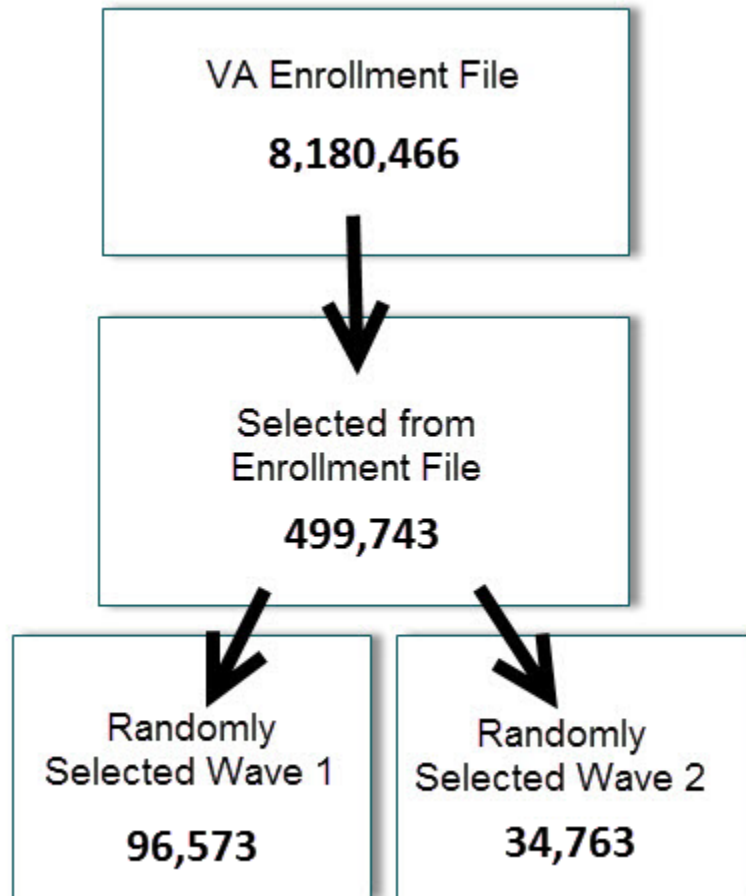 VA Enrollment File
8,180,466
Selected from
Enrollment File
499,743
Randomly
Selected Wave 1
96,573
Randomly
Selected Wave 2
34,763